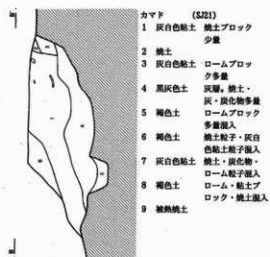 カマド (SJ21)
1 灰白色粘土 焼土ブロック
少量
2 焼土
3 灰白色粘土 ロームブロッ
ク多量
4 黒灰色土 灰層。焼土・
灰・炭化物多量
5 褐色土 ロームブロック
多量混入
6 褐色土 焼土粒子・灰白
色粘土粒子混入
7 灰白色粘土 焼土・炭化物・
ローム粒子混入
8 褐色土 ローム・粘土ブ
ロック・焼土混入
9 被熱焼土